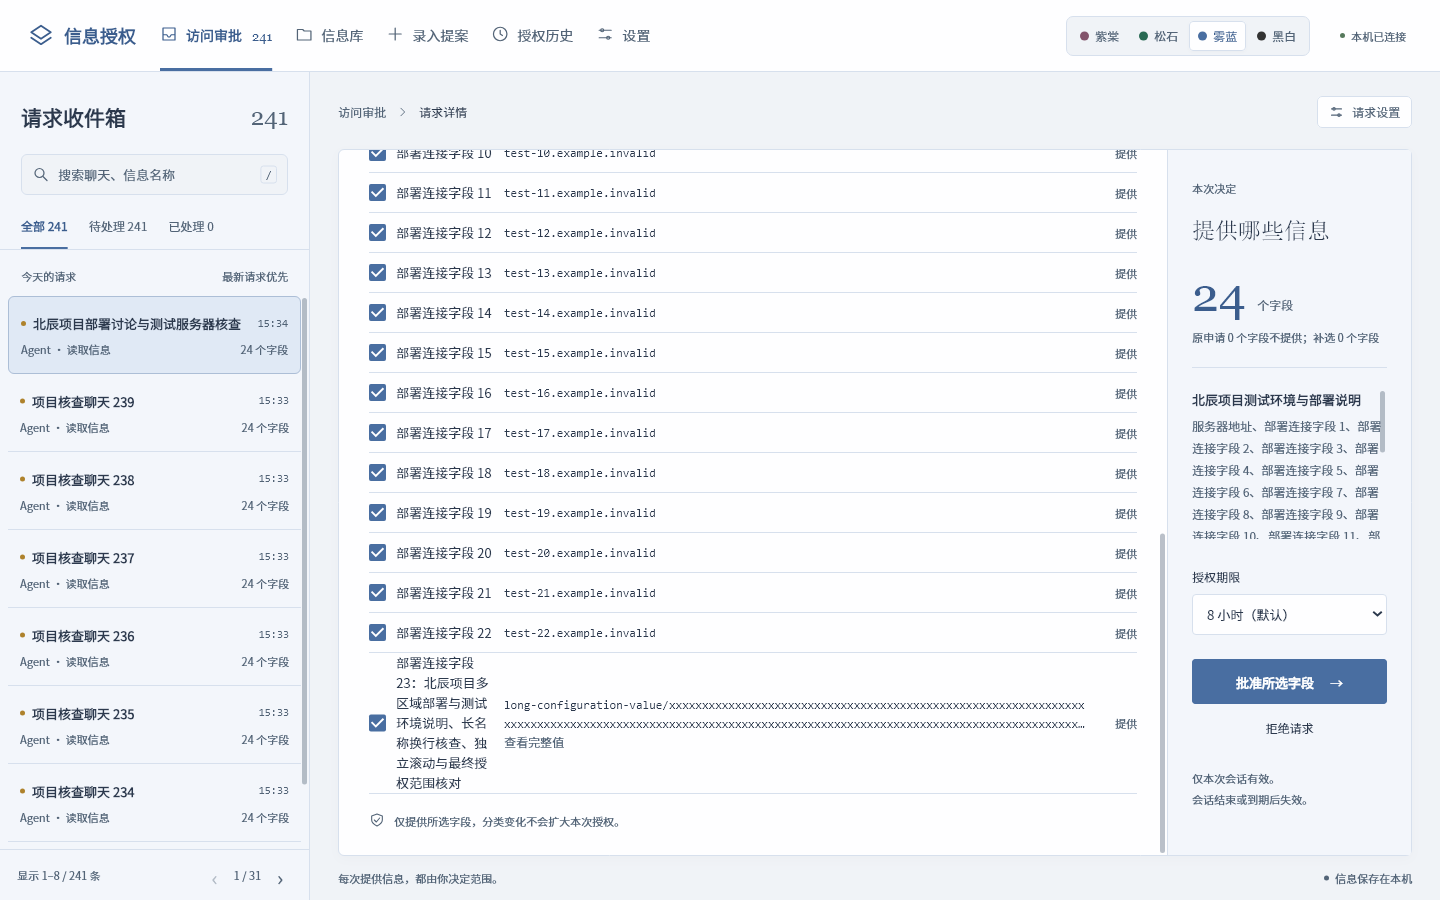 信息授权
访问审批 241
信息库
录入提案
授权历史
设置
紫棠
松石
雾蓝
黑白
本机已连接
请求收件箱 241
搜索聊天、信息名称 /
全部 241 待处理 241 已处理 0
今天的请求 最新请求优先
北辰项目部署讨论与测试服务器核查 15:34
Agent · 读取信息 24 个字段
项目核查聊天 239 15:33
Agent · 读取信息 24 个字段
项目核查聊天 238 15:33
Agent · 读取信息 24 个字段
项目核查聊天 237 15:33
Agent · 读取信息 24 个字段
项目核查聊天 236 15:33
Agent · 读取信息 24 个字段
项目核查聊天 235 15:33
Agent · 读取信息 24 个字段
项目核查聊天 234 15:33
Agent · 读取信息 24 个字段
显示 1–8 / 241 条 ‹ 1 / 31 ›
访问审批 > 请求详情
请求设置
部署连接字段 10 test-10.example.invalid 提供
部署连接字段 11 test-11.example.invalid 提供
部署连接字段 12 test-12.example.invalid 提供
部署连接字段 13 test-13.example.invalid 提供
部署连接字段 14 test-14.example.invalid 提供
部署连接字段 15 test-15.example.invalid 提供
部署连接字段 16 test-16.example.invalid 提供
部署连接字段 17 test-17.example.invalid 提供
部署连接字段 18 test-18.example.invalid 提供
部署连接字段 19 test-19.example.invalid 提供
部署连接字段 20 test-20.example.invalid 提供
部署连接字段 21 test-21.example.invalid 提供
部署连接字段 22 test-22.example.invalid 提供
部署连接字段
23：北辰项目多
区域部署与测试
环境说明、长名
称换行核查、独
立滚动与最终授
权范围核对
long-configuration-value/xxxxxxxxxxxxxxxxxxxxxxxxxxxxxxxxxxxxxxxxxxxxxxxxxxxxxxxxxxxxxxx
xxxxxxxxxxxxxxxxxxxxxxxxxxxxxxxxxxxxxxxxxxxxxxxxxxxxxxxxxxxxxxxxxxxxxxxxxxxxxxxxxxxxxxx…
查看完整值
提供
仅提供所选字段，分类变化不会扩大本次授权。
本次决定
提供哪些信息
24 个字段
原申请 0 个字段不提供；补选 0 个字段
北辰项目测试环境与部署说明
服务器地址、部署连接字段 1、部署
连接字段 2、部署连接字段 3、部署
连接字段 4、部署连接字段 5、部署
连接字段 6、部署连接字段 7、部署
连接字段 8、部署连接字段 9、部署
连接字段 10、部署连接字段 11、部
授权期限
8 小时（默认）
批准所选字段 →
拒绝请求
仅本次会话有效。
会话结束或到期后失效。
每次提供信息，都由你决定范围。
信息保存在本机